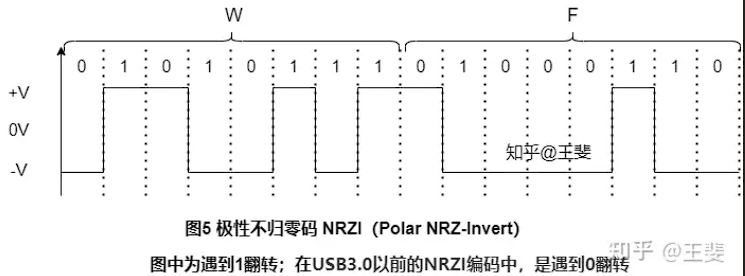 W F
0 1 0 1 0 1 1 1 0 1 0 0 0 1 1 0
+V
0V
知乎@王斐
-V
图5 极性不归零码 NRZI（Polar NRZ-Invert）
图中为遇到1翻转；在USB3.0以前的NRZI编码中，是遇到0翻转
知乎 @王斐